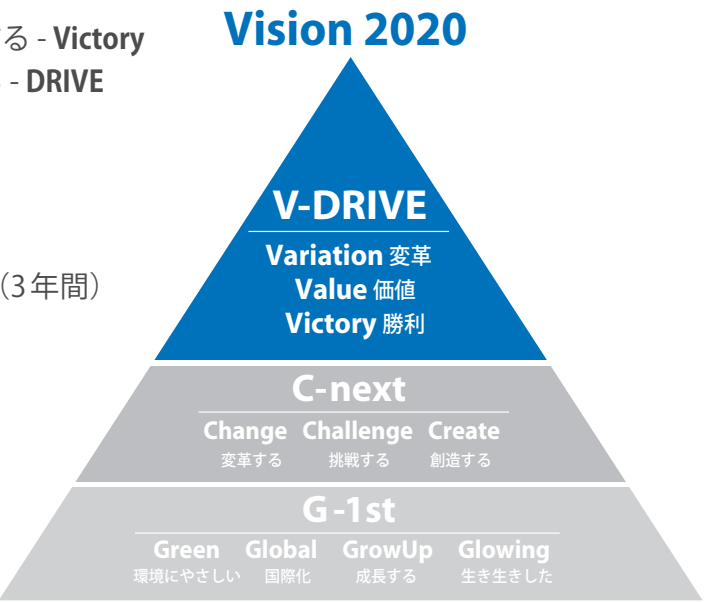 Vision 2020
する - Victory
- DRIVE
(3年間)
V-DRIVE
Variation 変革
Value 価値
Victory 勝利
C-next
Change Challenge Create
変革する 挑戦する 創造する
G-1st
Green Global GrowUp Glowing
環境にやさしい 国際化 成長する 生き生きした